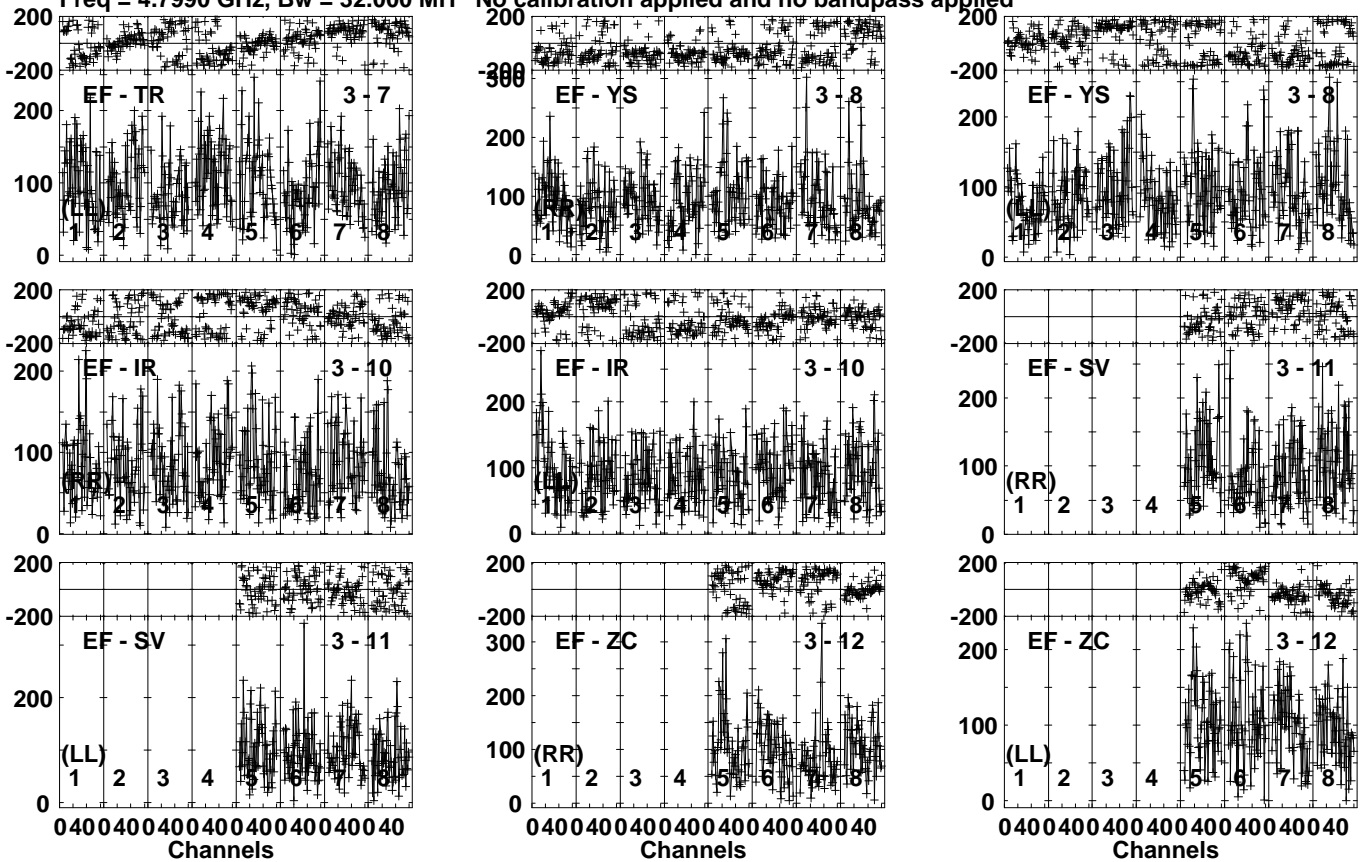 Freq = 4.7990 GHz, Bw = 32.000 MH No calibration applied and no bandpass applied
200 200 200
-200 -200 -200
EF - TR 3 - 7 300 EF - YS 3 - 8 EF - YS 3 - 8
200 200 200
100 100 100
(LL) (RR) (LL)
1 2 3 4 5 6 7 8 1 2 3 4 5 6 7 8 1 2 3 4 5 6 7 8
0 0 0
200 200 200
-200 -200 -200
EF - IR 3 - 10 EF - IR 3 - 10 EF - SV 3 - 11
200 200 200
100 100 100
(RR) (LL) (RR)
1 2 3 4 5 6 7 8 1 2 3 4 5 6 7 8 1 2 3 4 5 6 7 8
0 0 0
200 200 200
-200 -200 -200
EF - SV 3 - 11 300 EF - ZC 3 - 12 EF - ZC 3 - 12
200 200 200
100 100 100
(LL) (RR) (LL)
1 2 3 4 5 6 7 8 1 2 3 4 5 6 7 8 1 2 3 4 5 6 7 8
0 0 0
0 40 0 40 0 40 0 40 0 40 0 40 0 40 0 40 0 40 0 40 0 40 0 40 0 40 0 40 0 40 0 40 0 40 0 40 0 40 0 40 0 40 0 40 0 40 0 40
Channels Channels Channels